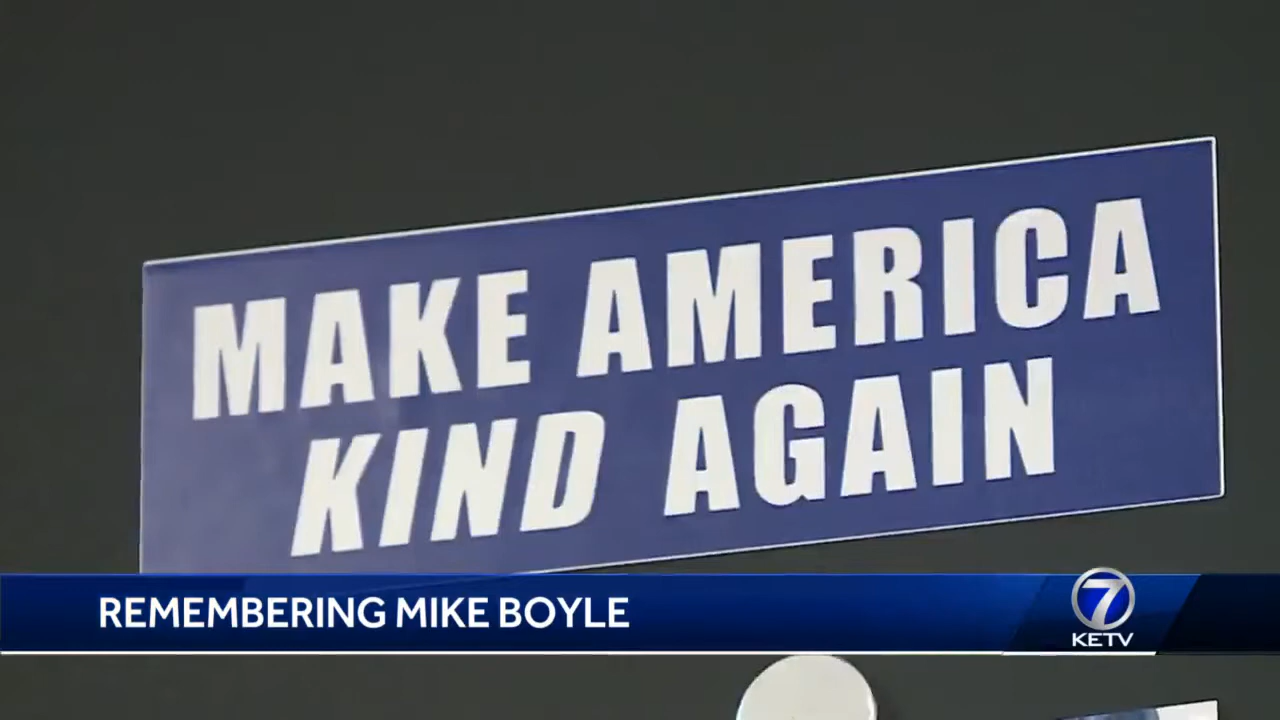 MAKE AMERICA
KIND AGAIN
REMEMBERING MIKE BOYLE
7
KETV